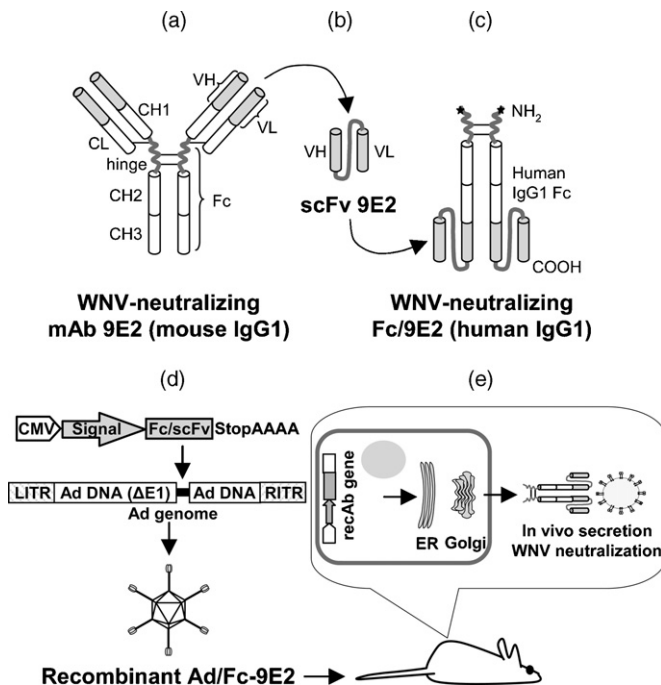 (a)
CH1
CL
hinge
CH2
CH3
VH
VL
Fc
WNV-neutralizing
mAb 9E2 (mouse IgG1)
(b)
VH
VL
scFv 9E2
(c)
NH2
Human
IgG1 Fc
COOH
WNV-neutralizing
Fc/9E2 (human IgG1)
(d)
CMV Signal Fc/scFv StopAAAA
LITR Ad DNA (ΔE1) Ad DNA RITR
Ad genome
Recombinant Ad/Fc-9E2
(e)
recAb gene
ER Golgi
In vivo secretion
WNV neutralization